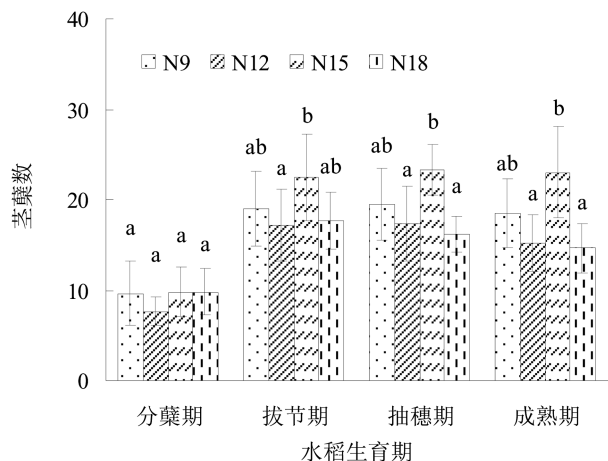 40
N9 N12 N15 N18
30
b b b
ab ab ab ab
a a a
20
a a
a a a
a
10
0
茎蘖数
分蘖期 拔节期 抽穗期 成熟期
水稻生育期